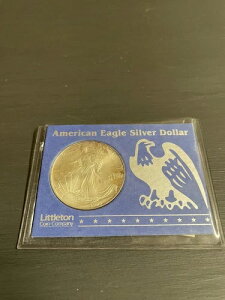 American Eagle Silver Dollar
Littleton
Coin Company